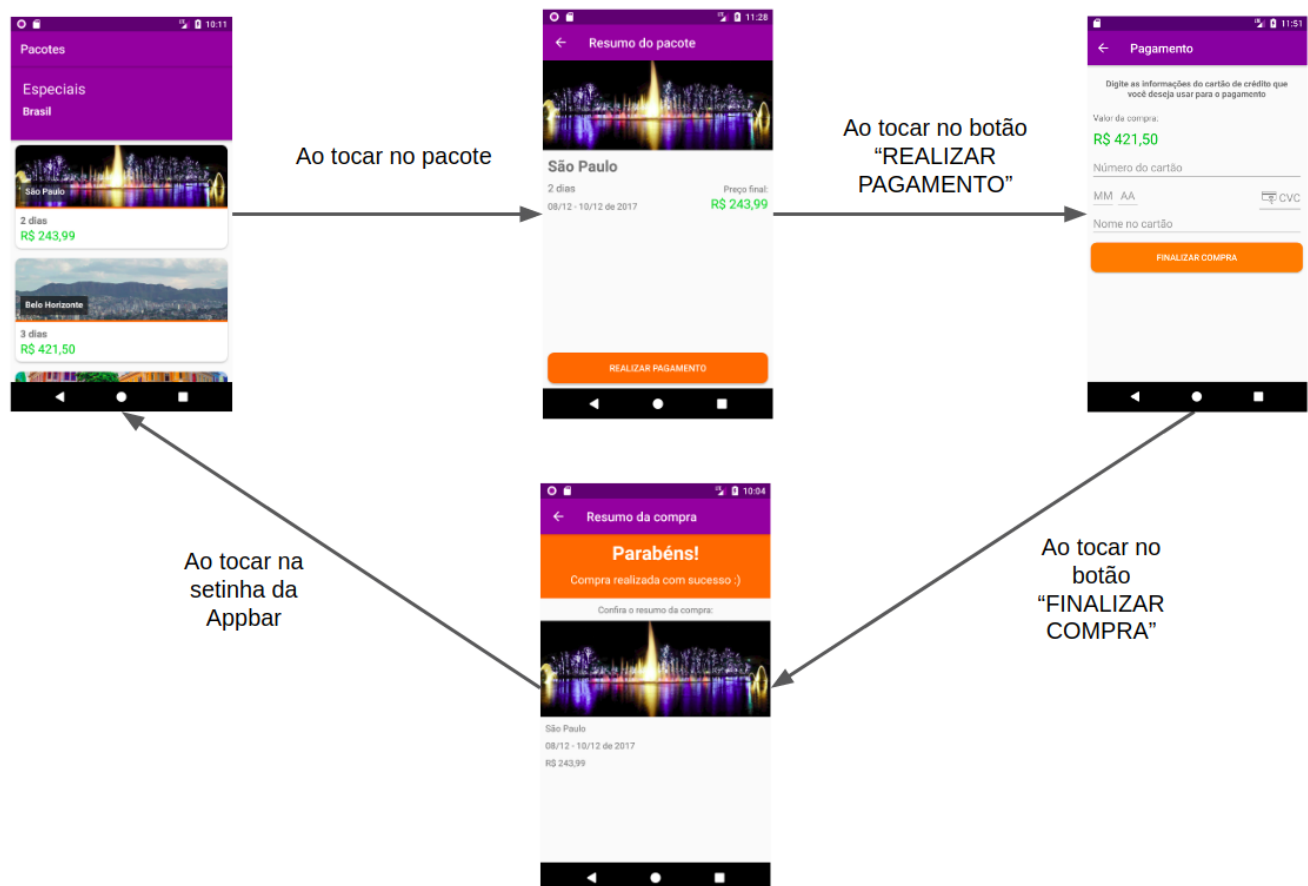 10:11
Pacotes
Especiais
Brasil
São Paulo
2 dias
R$ 243,99
Belo Horizonte
3 dias
R$ 421,50
Ao tocar no pacote
11:28
Resumo do pacote
São Paulo
2 dias
Preço final:
08/12 - 10/12 de 2017
R$ 243,99
REALIZAR PAGAMENTO
Ao tocar no botão
“REALIZAR
PAGAMENTO”
11:51
Pagamento
Digite as informações do cartão de crédito que
você deseja usar para o pagamento
Valor da compra:
R$ 421,50
Número do cartão
MM AA
CVC
Nome no cartão
FINALIZAR COMPRA
Ao tocar no
botão
“FINALIZAR
COMPRA”
10:04
Resumo da compra
Parabéns!
Compra realizada com sucesso :)
Confira o resumo da compra:
São Paulo
08/12 - 10/12 de 2017
R$ 243,99
Ao tocar na
setinha da
Appbar